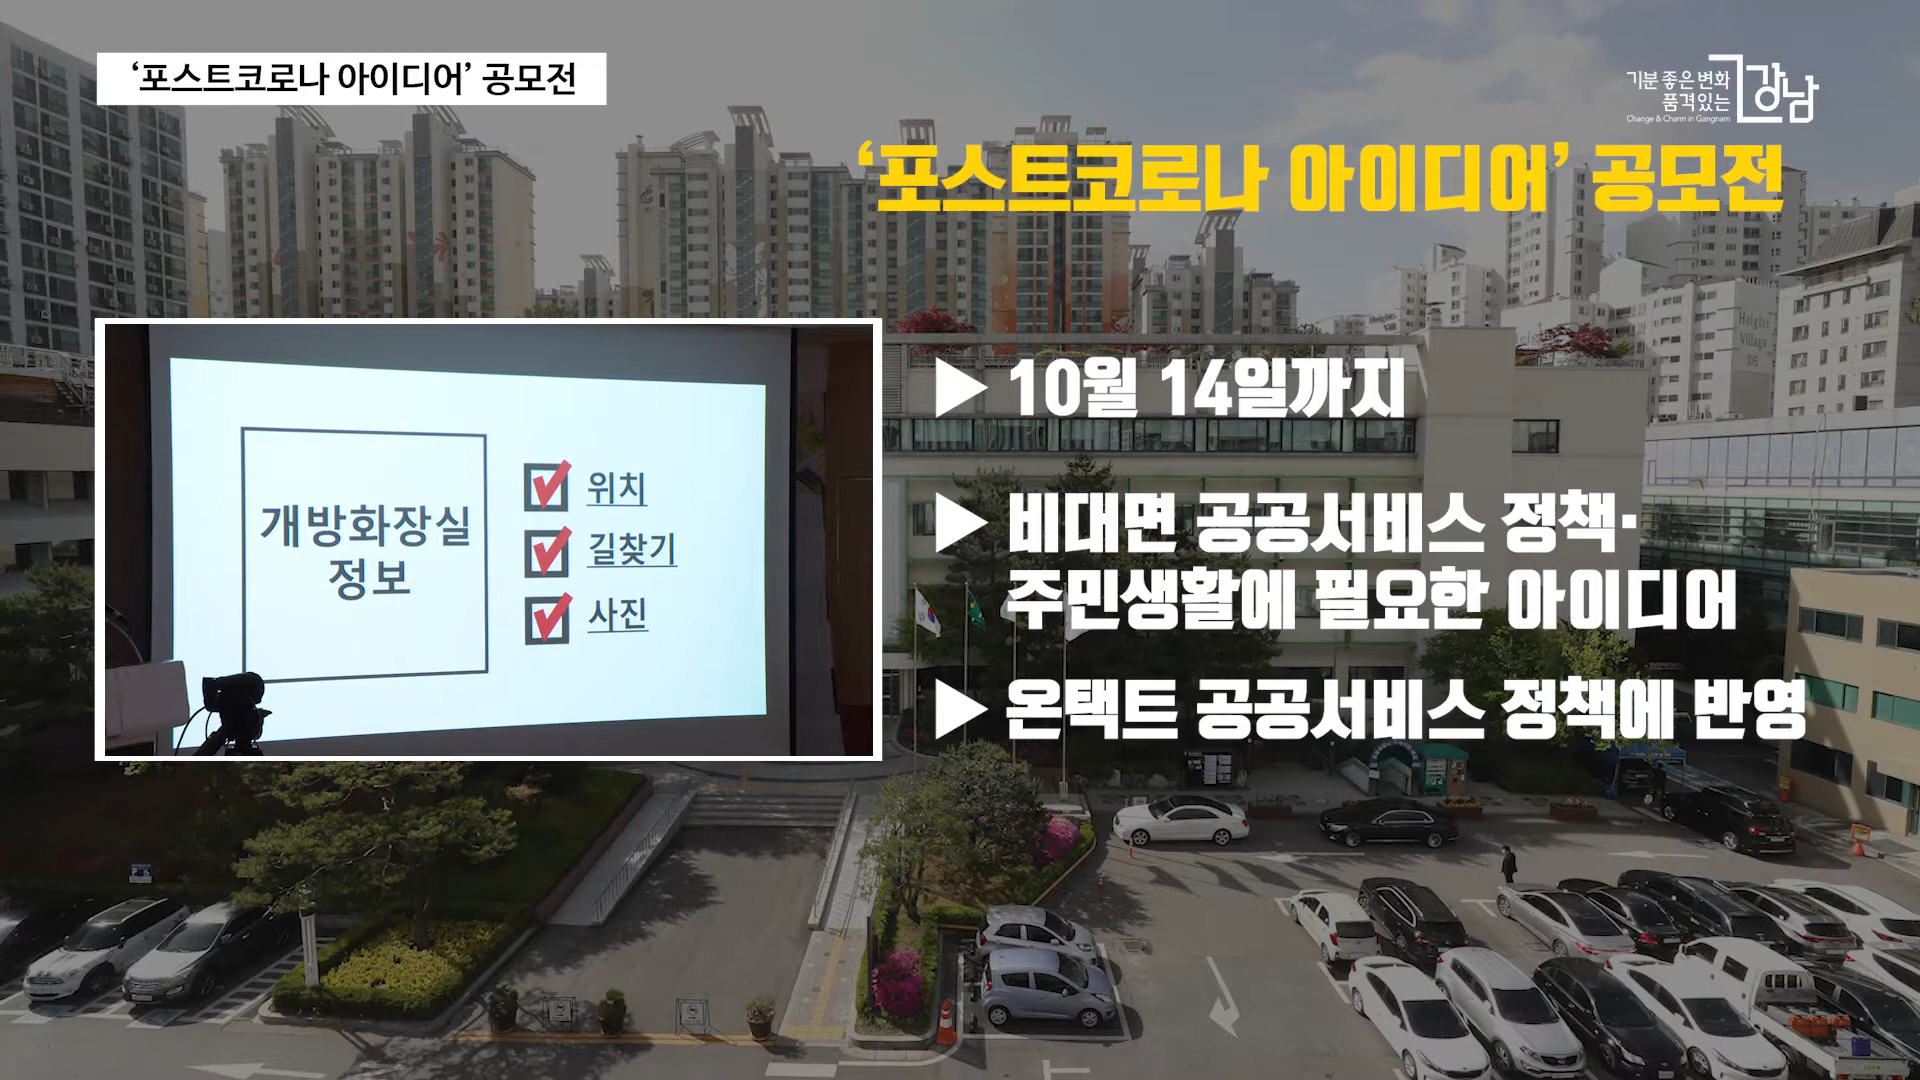 ‘포스트코로나 아이디어’ 공모전
기분 좋은 변화
품격있는
강남
Change & Charm in Gangnam
‘포스트코로나 아이디어’ 공모전
▶ 10월 14일까지
▶ 비대면 공공서비스 정책·
주민생활에 필요한 아이디어
▶ 온택트 공공서비스 정책에 반영
개방화장실
정보
위치
길찾기
사진
Heights
Village
105
P 6